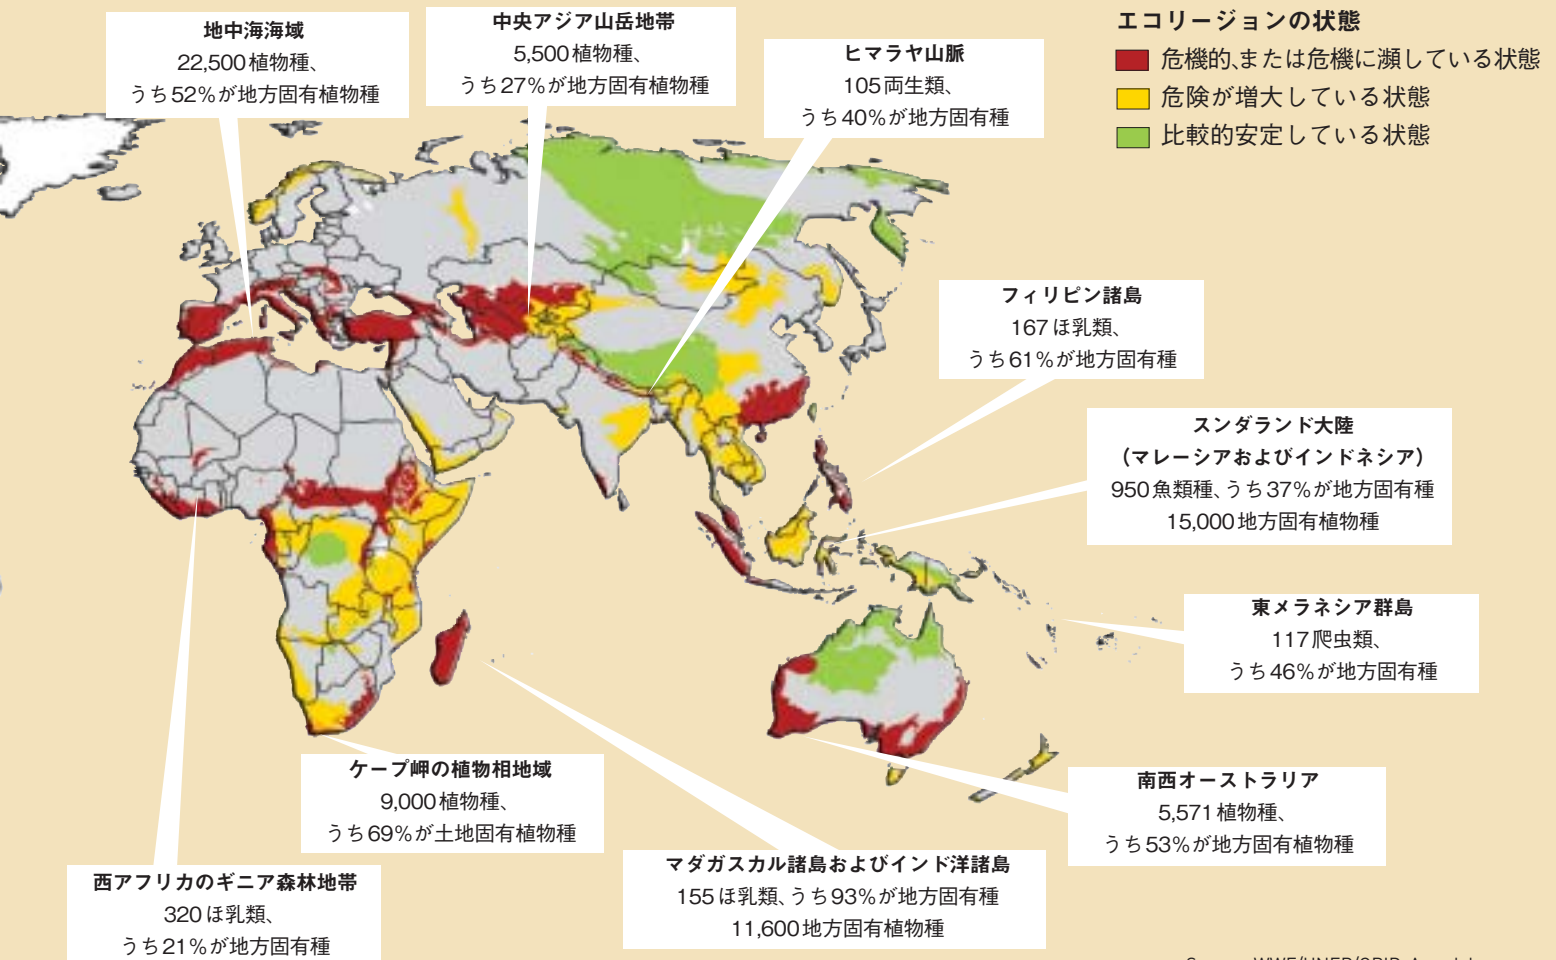 地中海海域
22,500植物種、
うち52%が地方固有植物種
中央アジア山岳地帯
5,500植物種、
うち27%が地方固有植物種
ヒマラヤ山脈
105両生類、
うち40%が地方固有種
エコリージョンの状態
危機的、または危機に瀕している状態
危険が増大している状態
比較的安定している状態
フィリピン諸島
167ほ乳類、
うち61%が地方固有種
スンダランド大陸
(マレーシアおよびインドネシア)
950魚類種、うち37%が地方固有種
15,000地方固有植物種
東メラネシア群島
117爬虫類、
うち46%が地方固有種
南西オーストラリア
5,571植物種、
うち53%が地方固有植物種
ケープ岬の植物相地域
9,000植物種、
うち69%が土地固有植物種
マダガスカル諸島およびインド洋諸島
155ほ乳類、うち93%が地方固有種
11,600地方固有植物種
西アフリカのギニア森林地帯
320ほ乳類、
うち21%が地方固有種